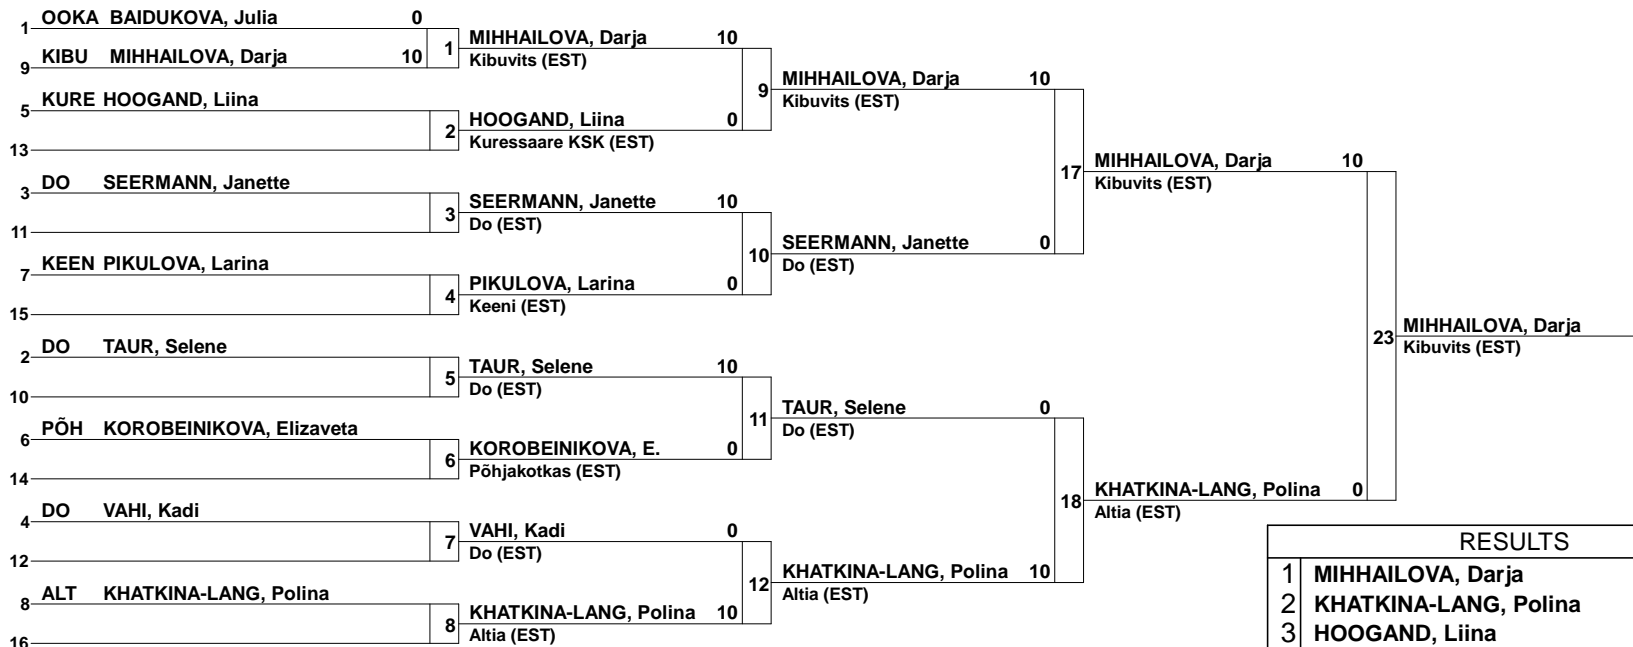 OOKA BAIDUKOVA, Julia 0
1
KIBU MIHHAILOVA, Darja 10
9
1
MIHHAILOVA, Darja 10
Kibuvits (EST)
KURE HOOGAND, Liina
5
13
2
HOOGAND, Liina 0
Kuressaare KSK (EST)
9
MIHHAILOVA, Darja 10
Kibuvits (EST)
DO SEERMANN, Janette
3
11
3
SEERMANN, Janette 10
Do (EST)
KEEN PIKULOVA, Larina
7
15
4
PIKULOVA, Larina 0
Keeni (EST)
10
SEERMANN, Janette 0
Do (EST)
17
MIHHAILOVA, Darja 10
Kibuvits (EST)
DO TAUR, Selene
2
10
5
TAUR, Selene 10
Do (EST)
PÕH KOROBEINIKOVA, Elizaveta
6
14
6
KOROBEINIKOVA, E. 0
Põhjakotkas (EST)
11
TAUR, Selene 0
Do (EST)
DO VAHI, Kadi
4
12
7
VAHI, Kadi 0
Do (EST)
ALT KHATKINA-LANG, Polina
8
16
8
KHATKINA-LANG, Polina 10
Altia (EST)
12
KHATKINA-LANG, Polina 10
Altia (EST)
18
KHATKINA-LANG, Polina 0
Altia (EST)
23
MIHHAILOVA, Darja
Kibuvits (EST)
RESULTS
1 MIHHAILOVA, Darja
2 KHATKINA-LANG, Polina
3 HOOGAND, Liina